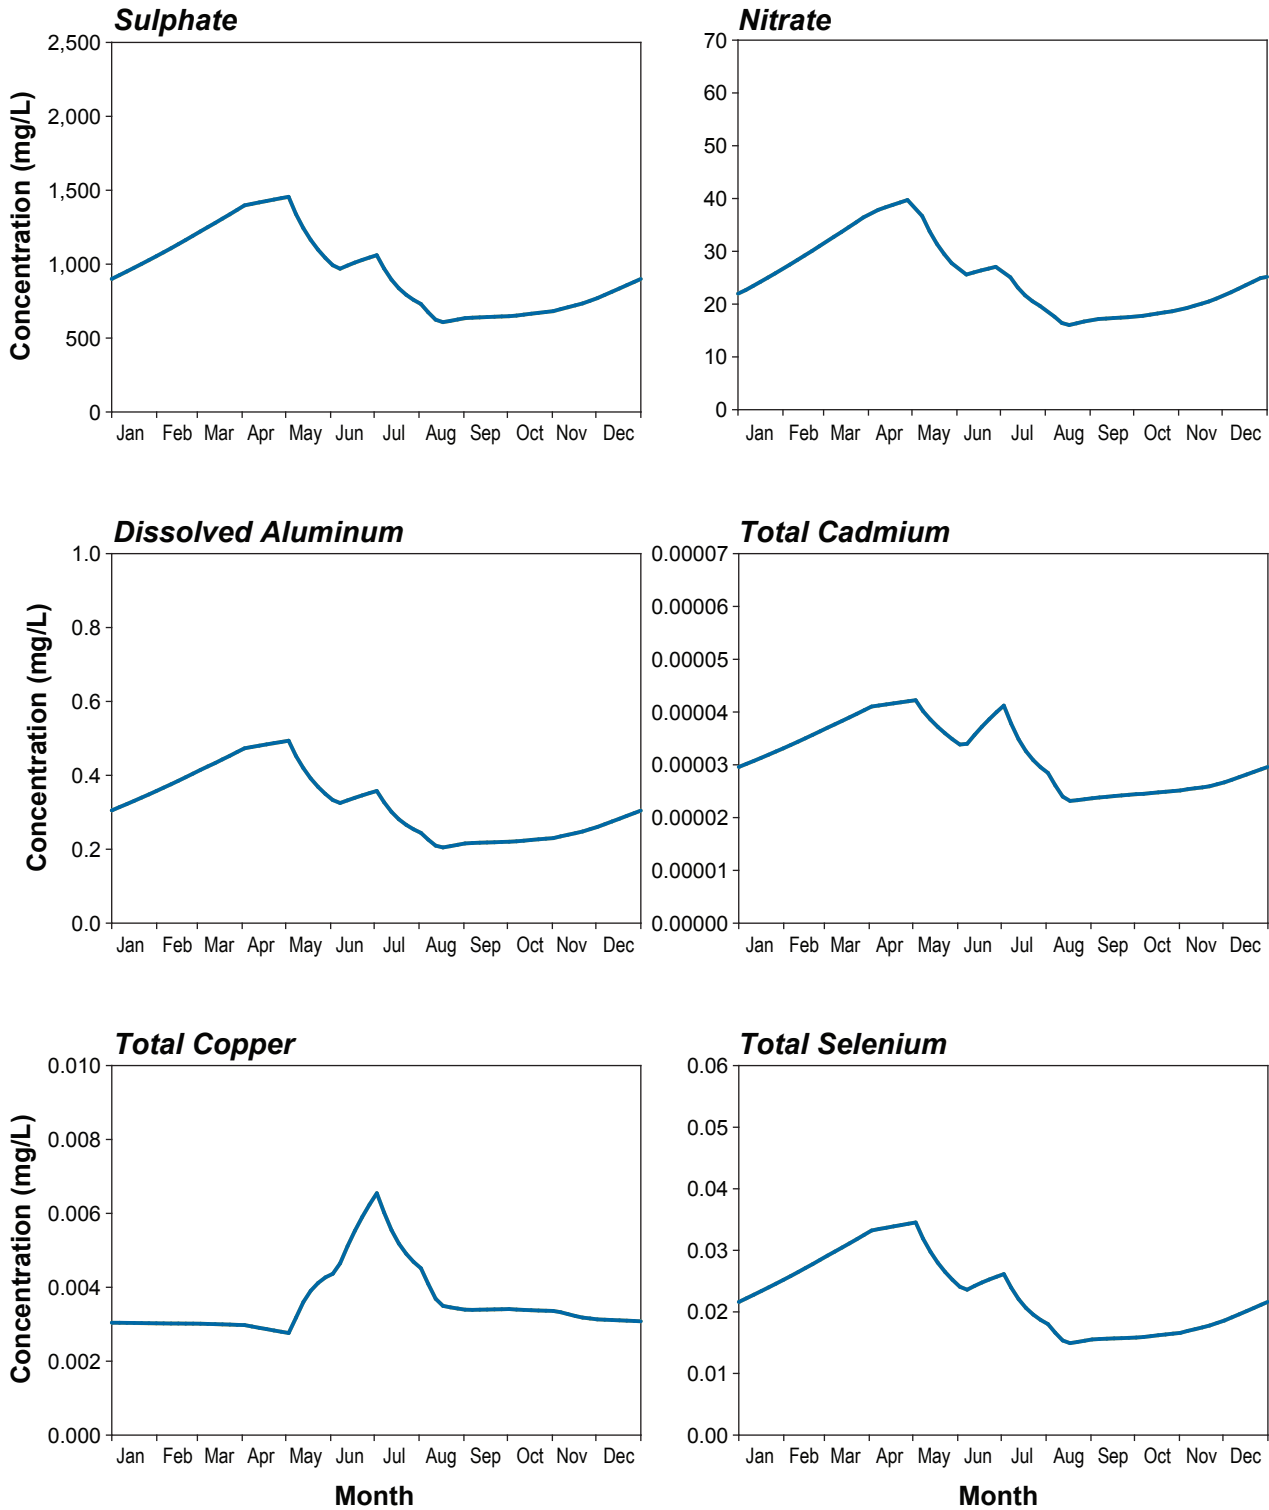 Sulphate
Concentration (mg/L)
2,500
2,000
1,500
1,000
500
0
Jan Feb Mar Apr May Jun Jul Aug Sep Oct Nov Dec
Nitrate
70
60
50
40
30
20
10
0
Jan Feb Mar Apr May Jun Jul Aug Sep Oct Nov Dec
Dissolved Aluminum
Concentration (mg/L)
1.0
0.8
0.6
0.4
0.2
0.0
Jan Feb Mar Apr May Jun Jul Aug Sep Oct Nov Dec
Total Cadmium
0.00007
0.00006
0.00005
0.00004
0.00003
0.00002
0.00001
0.00000
Jan Feb Mar Apr May Jun Jul Aug Sep Oct Nov Dec
Total Copper
Concentration (mg/L)
0.010
0.008
0.006
0.004
0.002
0.000
Jan Feb Mar Apr May Jun Jul Aug Sep Oct Nov Dec
Month
Total Selenium
0.06
0.05
0.04
0.03
0.02
0.01
0.00
Jan Feb Mar Apr May Jun Jul Aug Sep Oct Nov Dec
Month